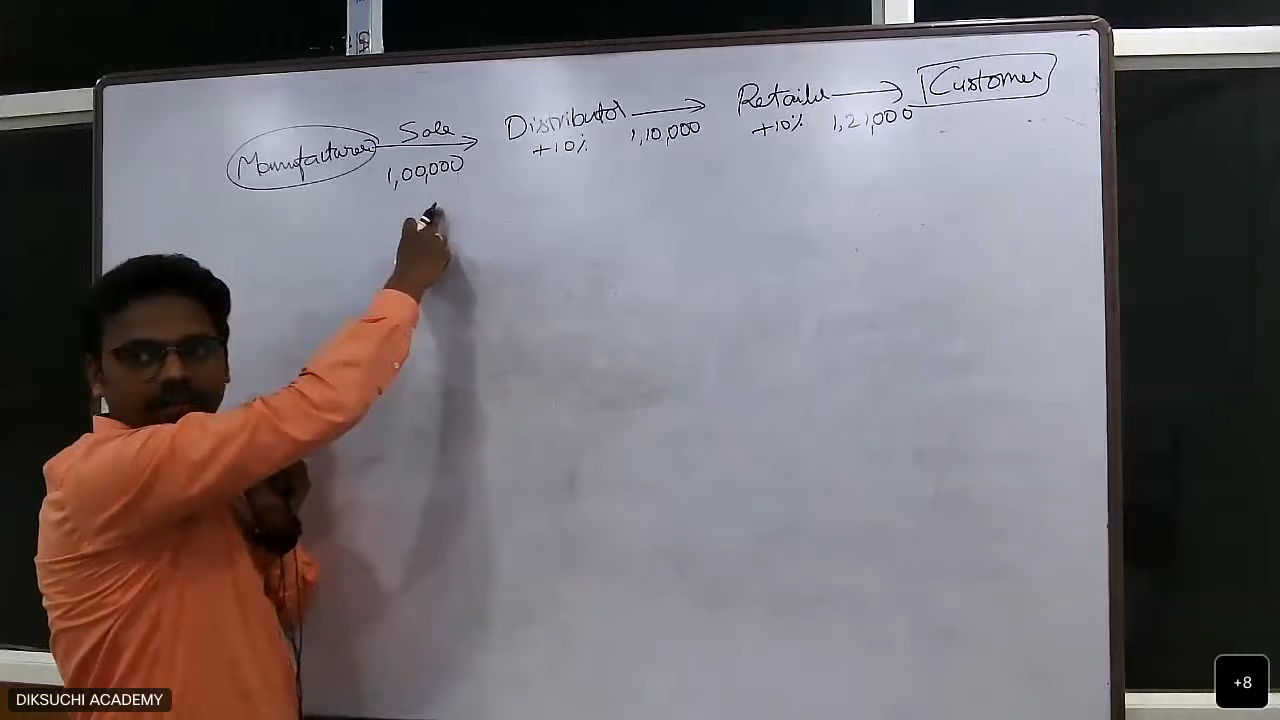 Manufacturer Sale Distributor Retailer Customer
1,00,000 +10% 1,10,000 +10% 1,21,000
DIKSUCHI ACADEMY
+8